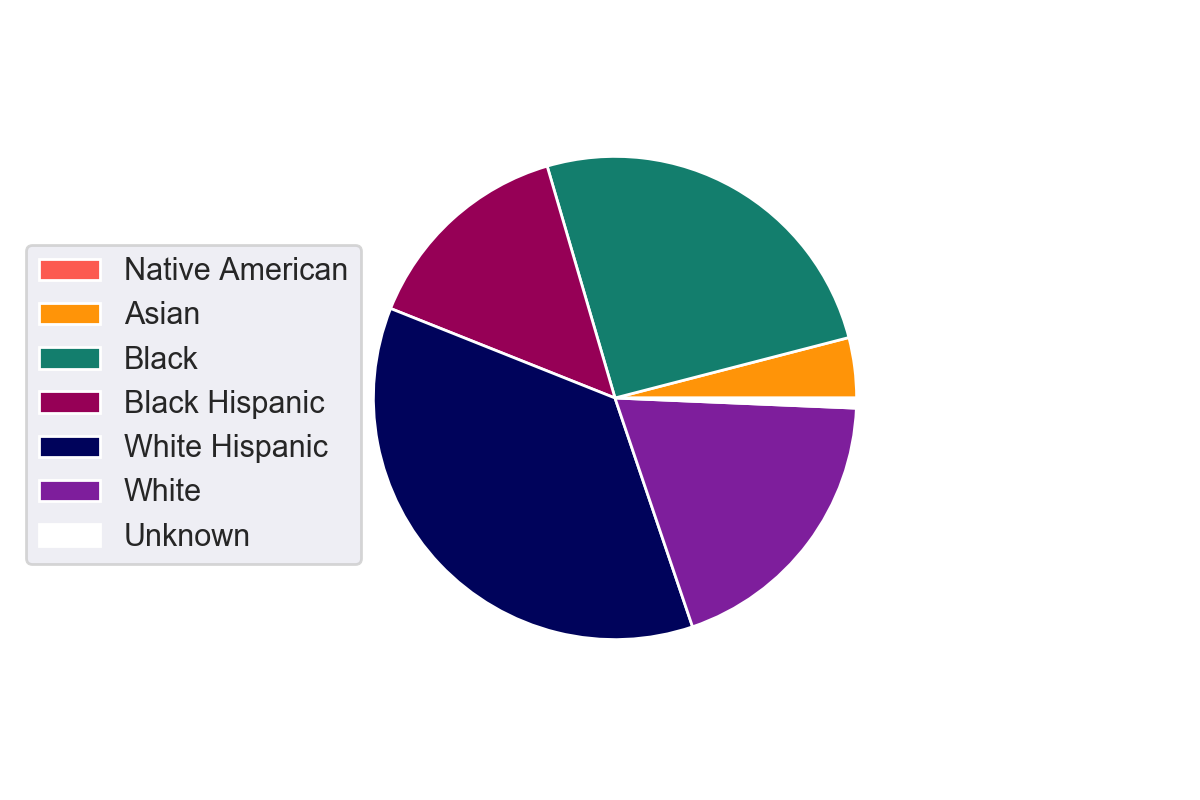 Native American
Asian
Black
Black Hispanic
White Hispanic
White
Unknown